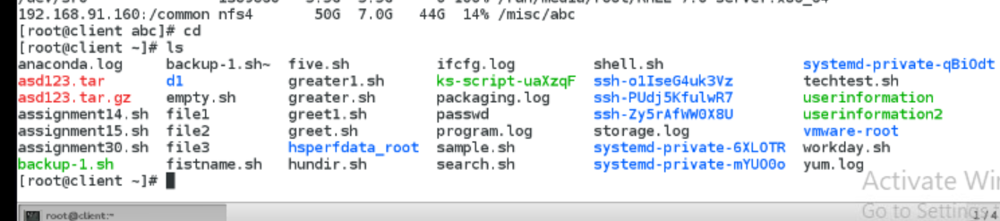 192.168.91.160:/common nfs4 50G 7.0G 44G 14% /misc/abc
[root@client abc]# cd
[root@client ~]# ls
anaconda.log backup-1.sh~ five.sh ifcfg.log shell.sh systemd-private-qBiOdt
asd123.tar d1 greater1.sh ks-script-uaXzqF ssh-o1IseG4uk3Vz techtest.sh
asd123.tar.gz empty.sh greater.sh packaging.log ssh-PUdj5KfulwR7 userinformation
assignment14.sh file1 greet1.sh passwd ssh-Zy5rAfWW0X8U userinformation2
assignment15.sh file2 greet.sh program.log storage.log vmware-root
assignment30.sh file3 hsperfdata_root sample.sh systemd-private-6XLOTR workday.sh
backup-1.sh fistname.sh hundir.sh search.sh systemd-private-mYUO0o yum.log
[root@client ~]#
Activate Wi
Go to Settings
root@client:~
1/4